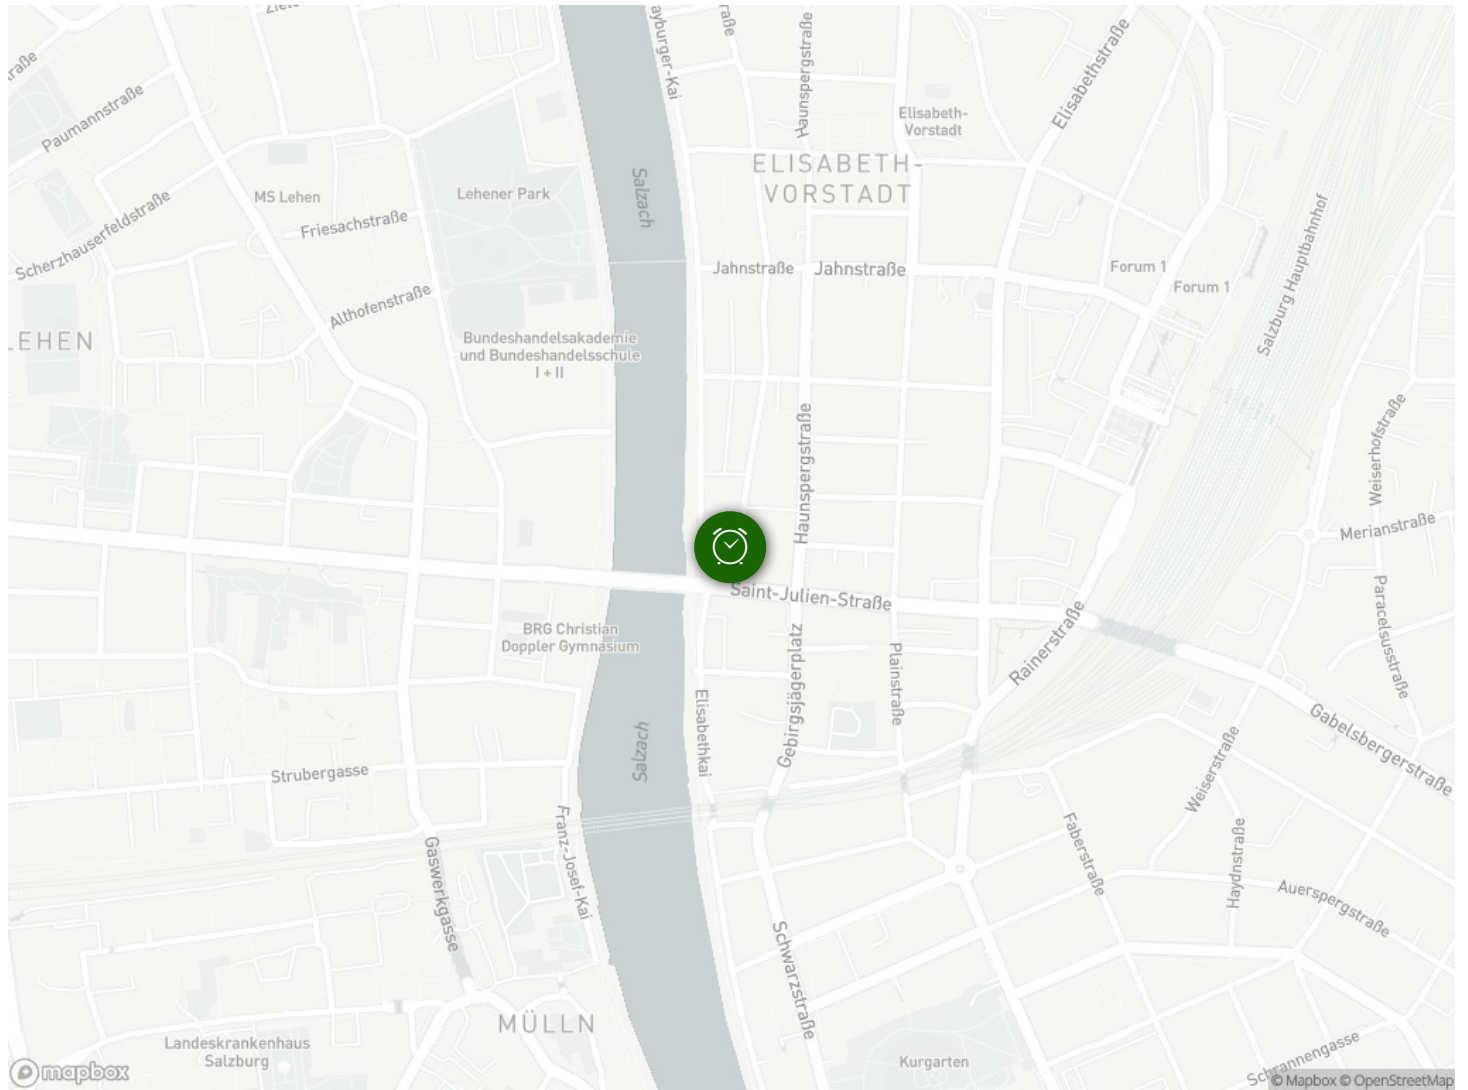 Paumannstraße
MS Lehen
Scherzhauserfeldstraße
Friesachstraße
Althofenstraße
Lehener Park
Salzach
Haunspergstraße
Elisabeth-
Vorstadt
Elisabethstraße
ELISABETH-
VORSTADT
Jahnstraße
Jahnstraße
Forum 1
Forum 1
Salzburg Hauptbahnhof
Bundeshandelsakademie
und Bundeshandelsschule
I + II
Haunspergstraße
Weiserhofstraße
Merianstraße
Saint-Julien-Straße
BRG Christian
Doppler Gymnasium
Gebirgsjägerplatz
Plainstraße
Rainerstraße
Paracelsusstraße
Gabelsbergerstraße
Elisabethkai
Salzach
Strubergasse
Weiserstraße
Franz-Josef-Kai
Gaswerkgasse
Faberstraße
Haydnstraße
Auerspergstraße
Schwarzstraße
MÜLLN
Landeskrankenhaus
Salzburg
Kurgarten
Schrannengasse
mapbox
© Mapbox © OpenStreetMap